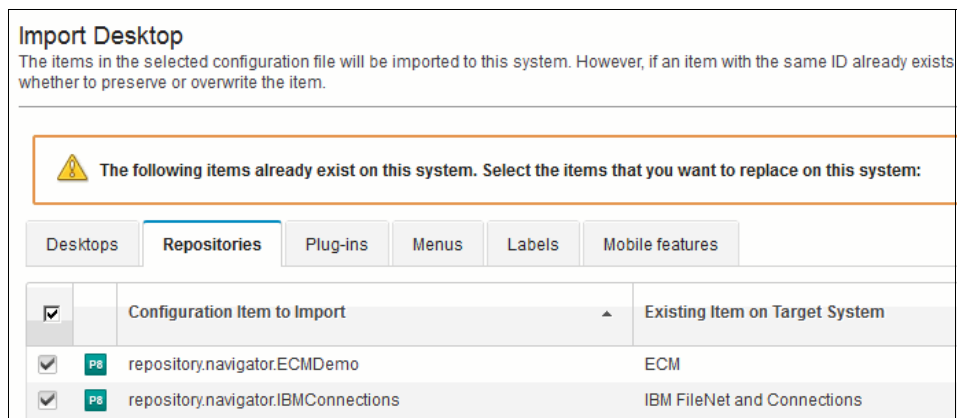 Import Desktop
The items in the selected configuration file will be imported to this system. However, if an item with the same ID already exists
whether to preserve or overwrite the item.
The following items already exist on this system. Select the items that you want to replace on this system:
Desktops Repositories Plug-ins Menus Labels Mobile features
Configuration Item to Import Existing Item on Target System
P8 repository.navigator.ECMDemo ECM
P8 repository.navigator.IBMConnections IBM FileNet and Connections